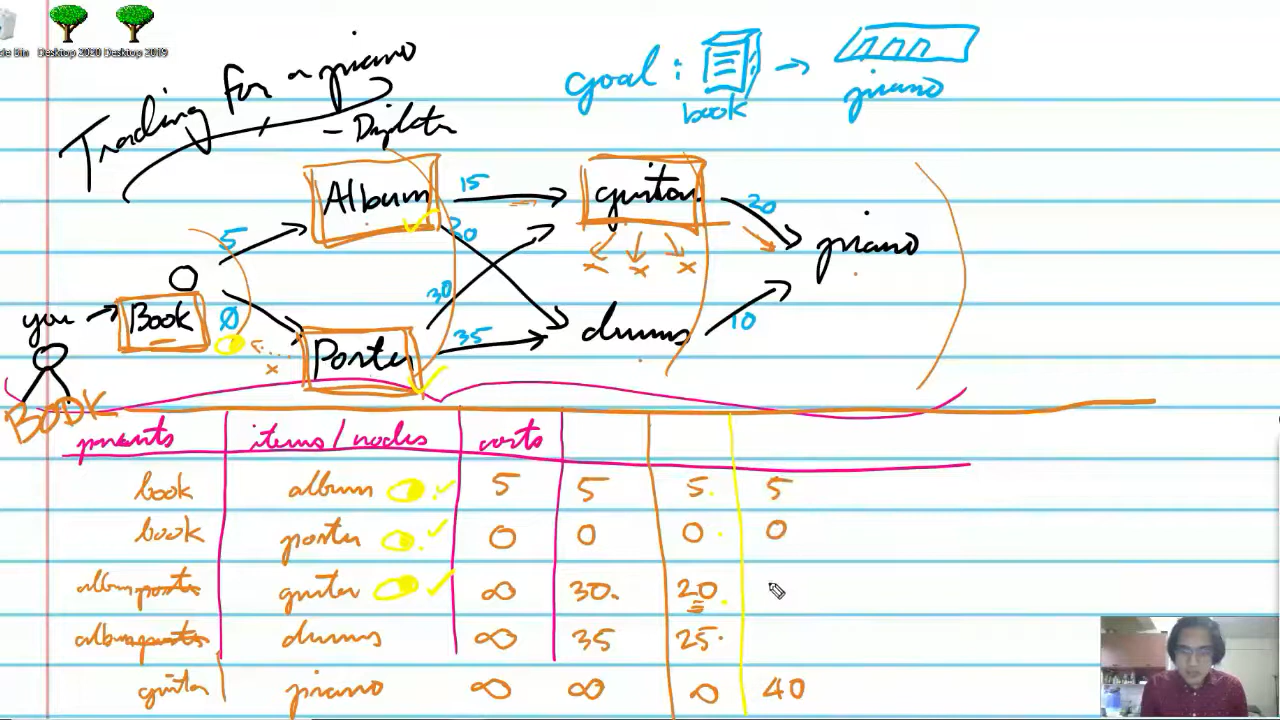 de Bin Desktop 2020 Desktop 2019
Trading for a piano
- Dijkstra
goal : book → piano
Album 15 guitar 20
5 20 piano
Book
you 0 30 drums 10
Poster 35
x x x
x
BOOK
parents items / nodes costs
book album 5 5 5 5
book poster 0 0 0 0
album poster guitar ∞ 30 20
album poster drums ∞ 35 25
guitar piano ∞ ∞ ∞ 40